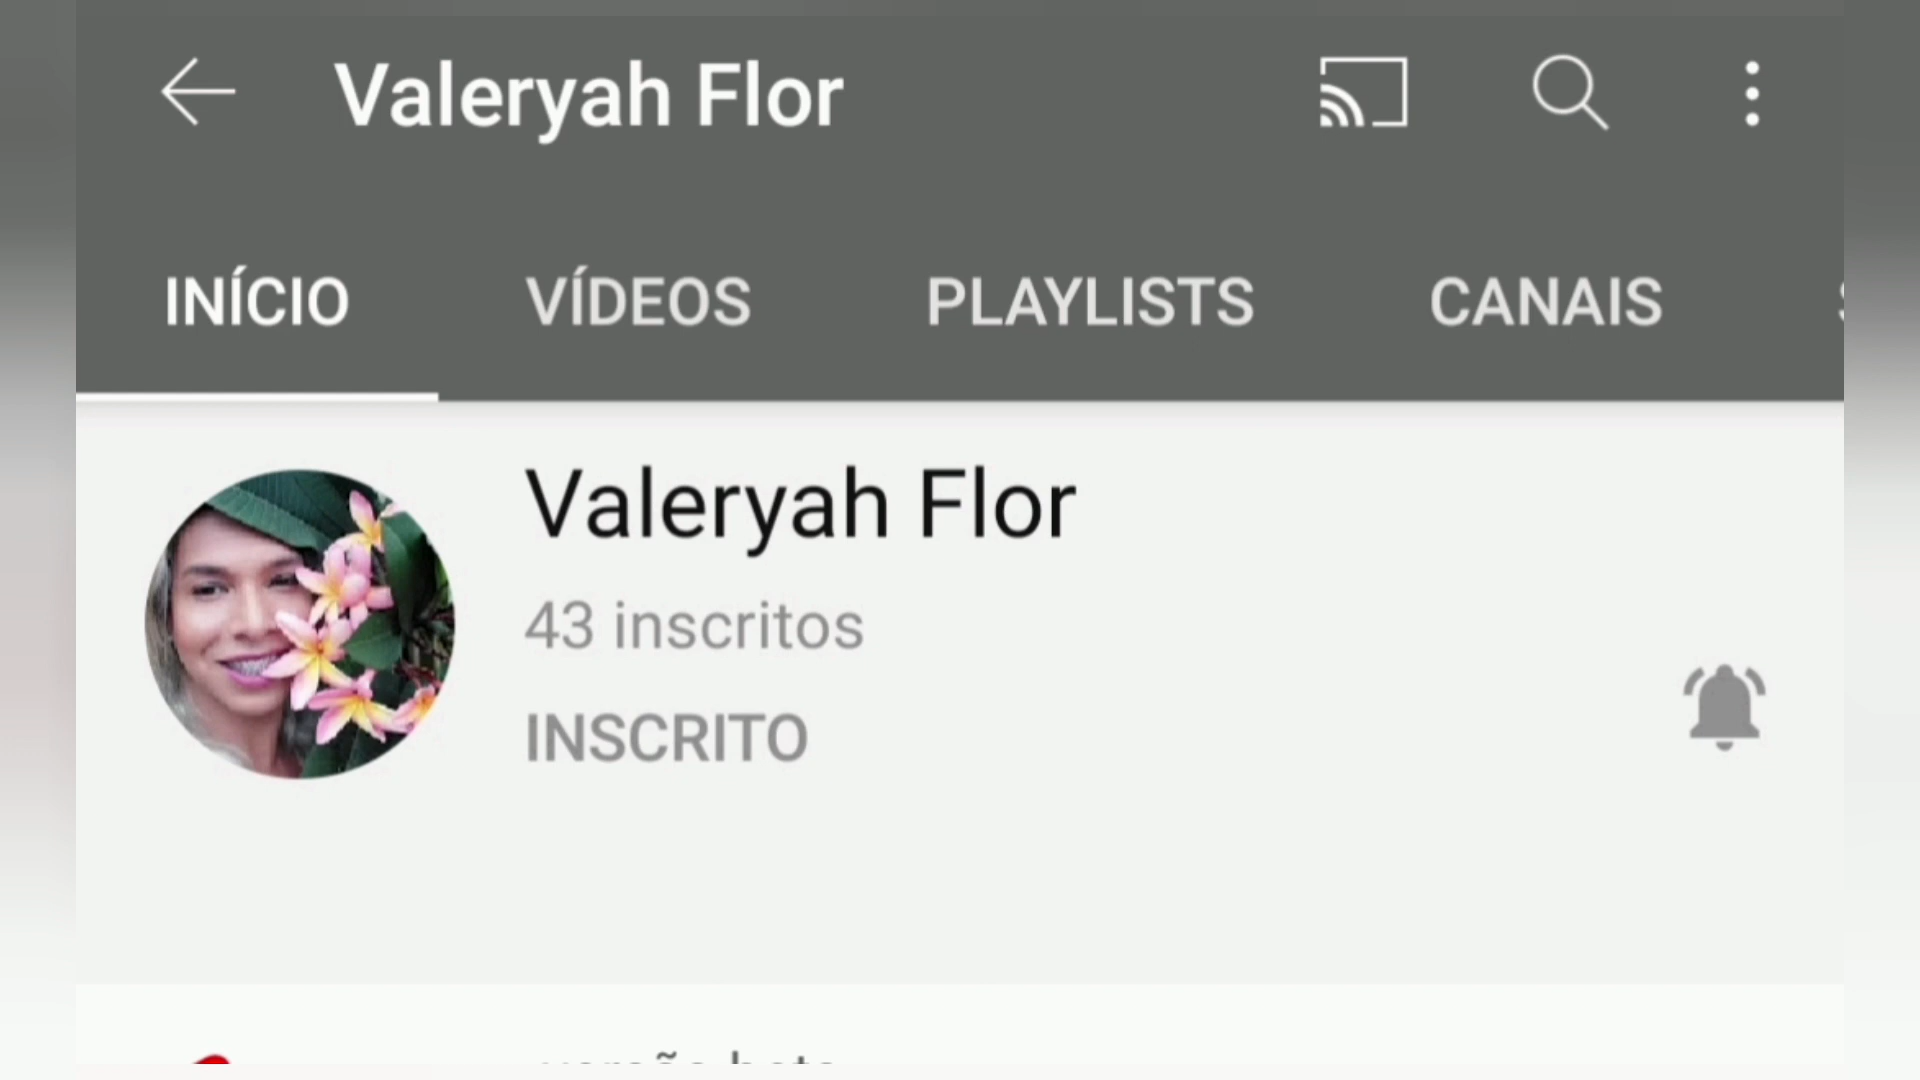 Valeryah Flor
INÍCIO VÍDEOS PLAYLISTS CANAIS
Valeryah Flor
43 inscritos
INSCRITO